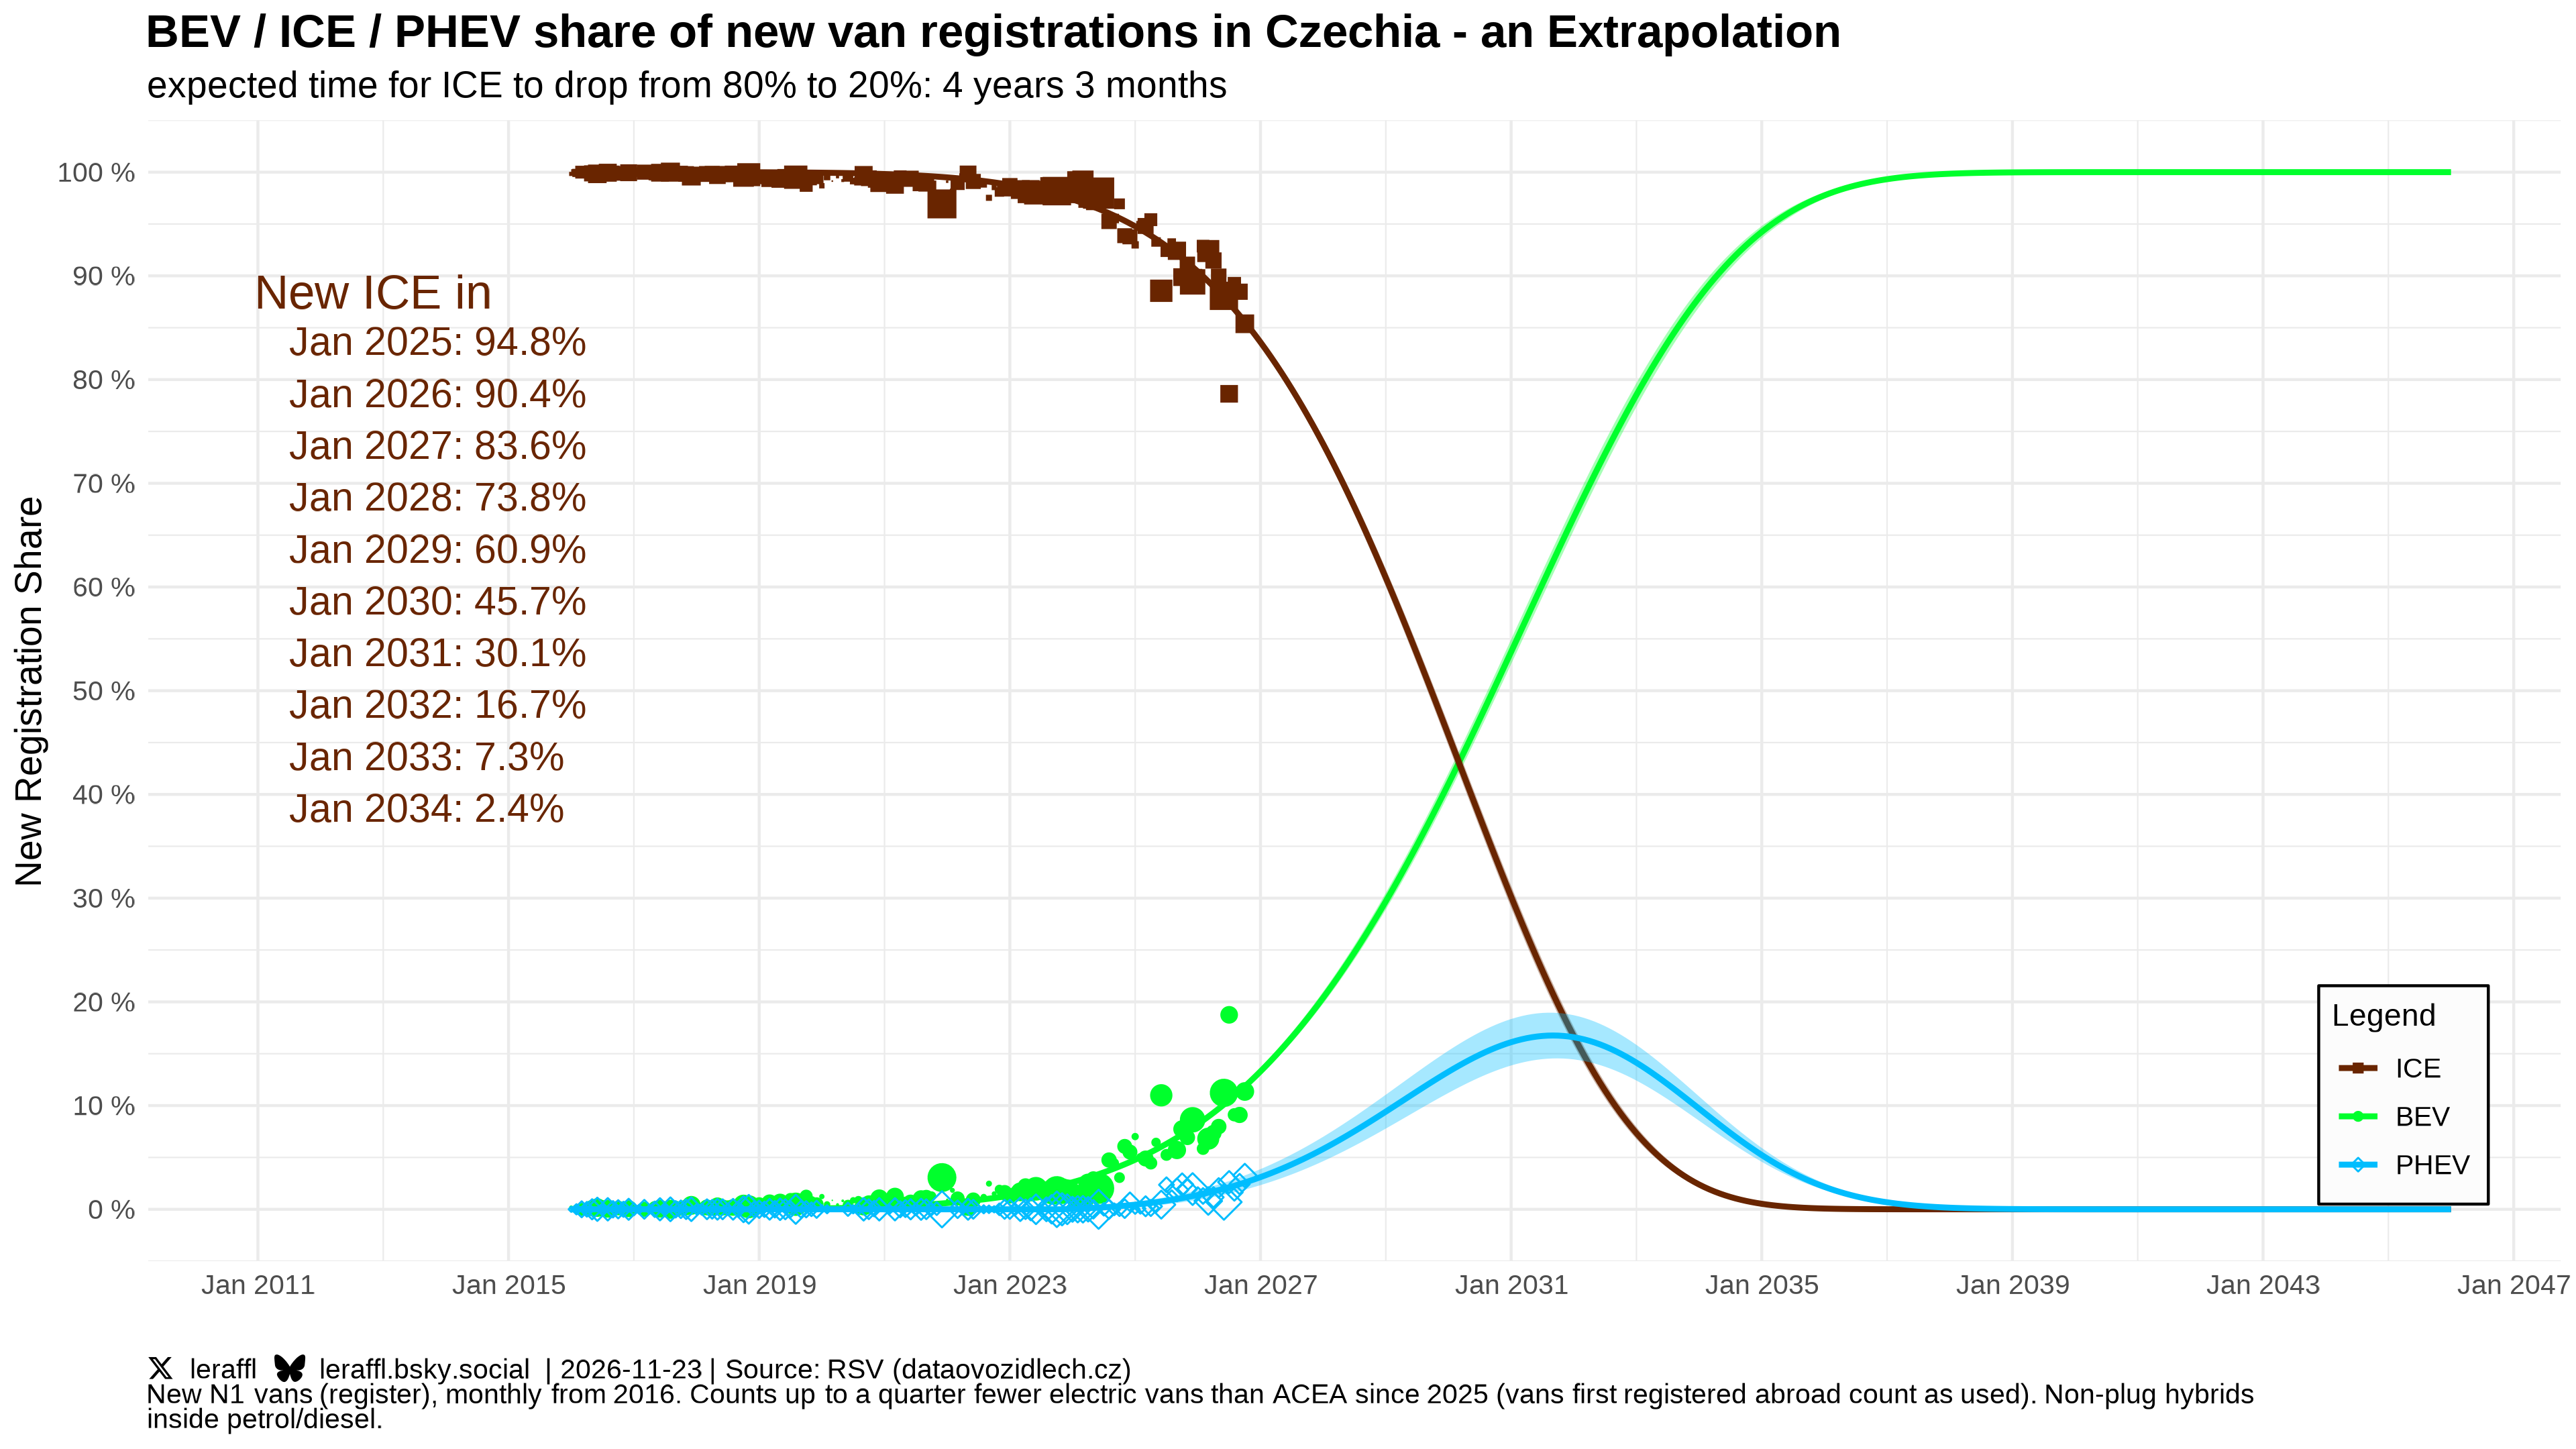 BEV / ICE / PHEV share of new van registrations in Czechia - an Extrapolation
expected time for ICE to drop from 80% to 20%: 4 years 3 months
New Registration Share
100 %
90 %
80 %
70 %
60 %
50 %
40 %
30 %
20 %
10 %
0 %
New ICE in
Jan 2025: 94.8%
Jan 2026: 90.4%
Jan 2027: 83.6%
Jan 2028: 73.8%
Jan 2029: 60.9%
Jan 2030: 45.7%
Jan 2031: 30.1%
Jan 2032: 16.7%
Jan 2033: 7.3%
Jan 2034: 2.4%
Legend
ICE
BEV
PHEV
Jan 2011 Jan 2015 Jan 2019 Jan 2023 Jan 2027 Jan 2031 Jan 2035 Jan 2039 Jan 2043 Jan 2047
leraffl leraffl.bsky.social | 2026-11-23 | Source: RSV (dataovozidlech.cz)
New N1 vans (register), monthly from 2016. Counts up to a quarter fewer electric vans than ACEA since 2025 (vans first registered abroad count as used). Non-plug hybrids
inside petrol/diesel.